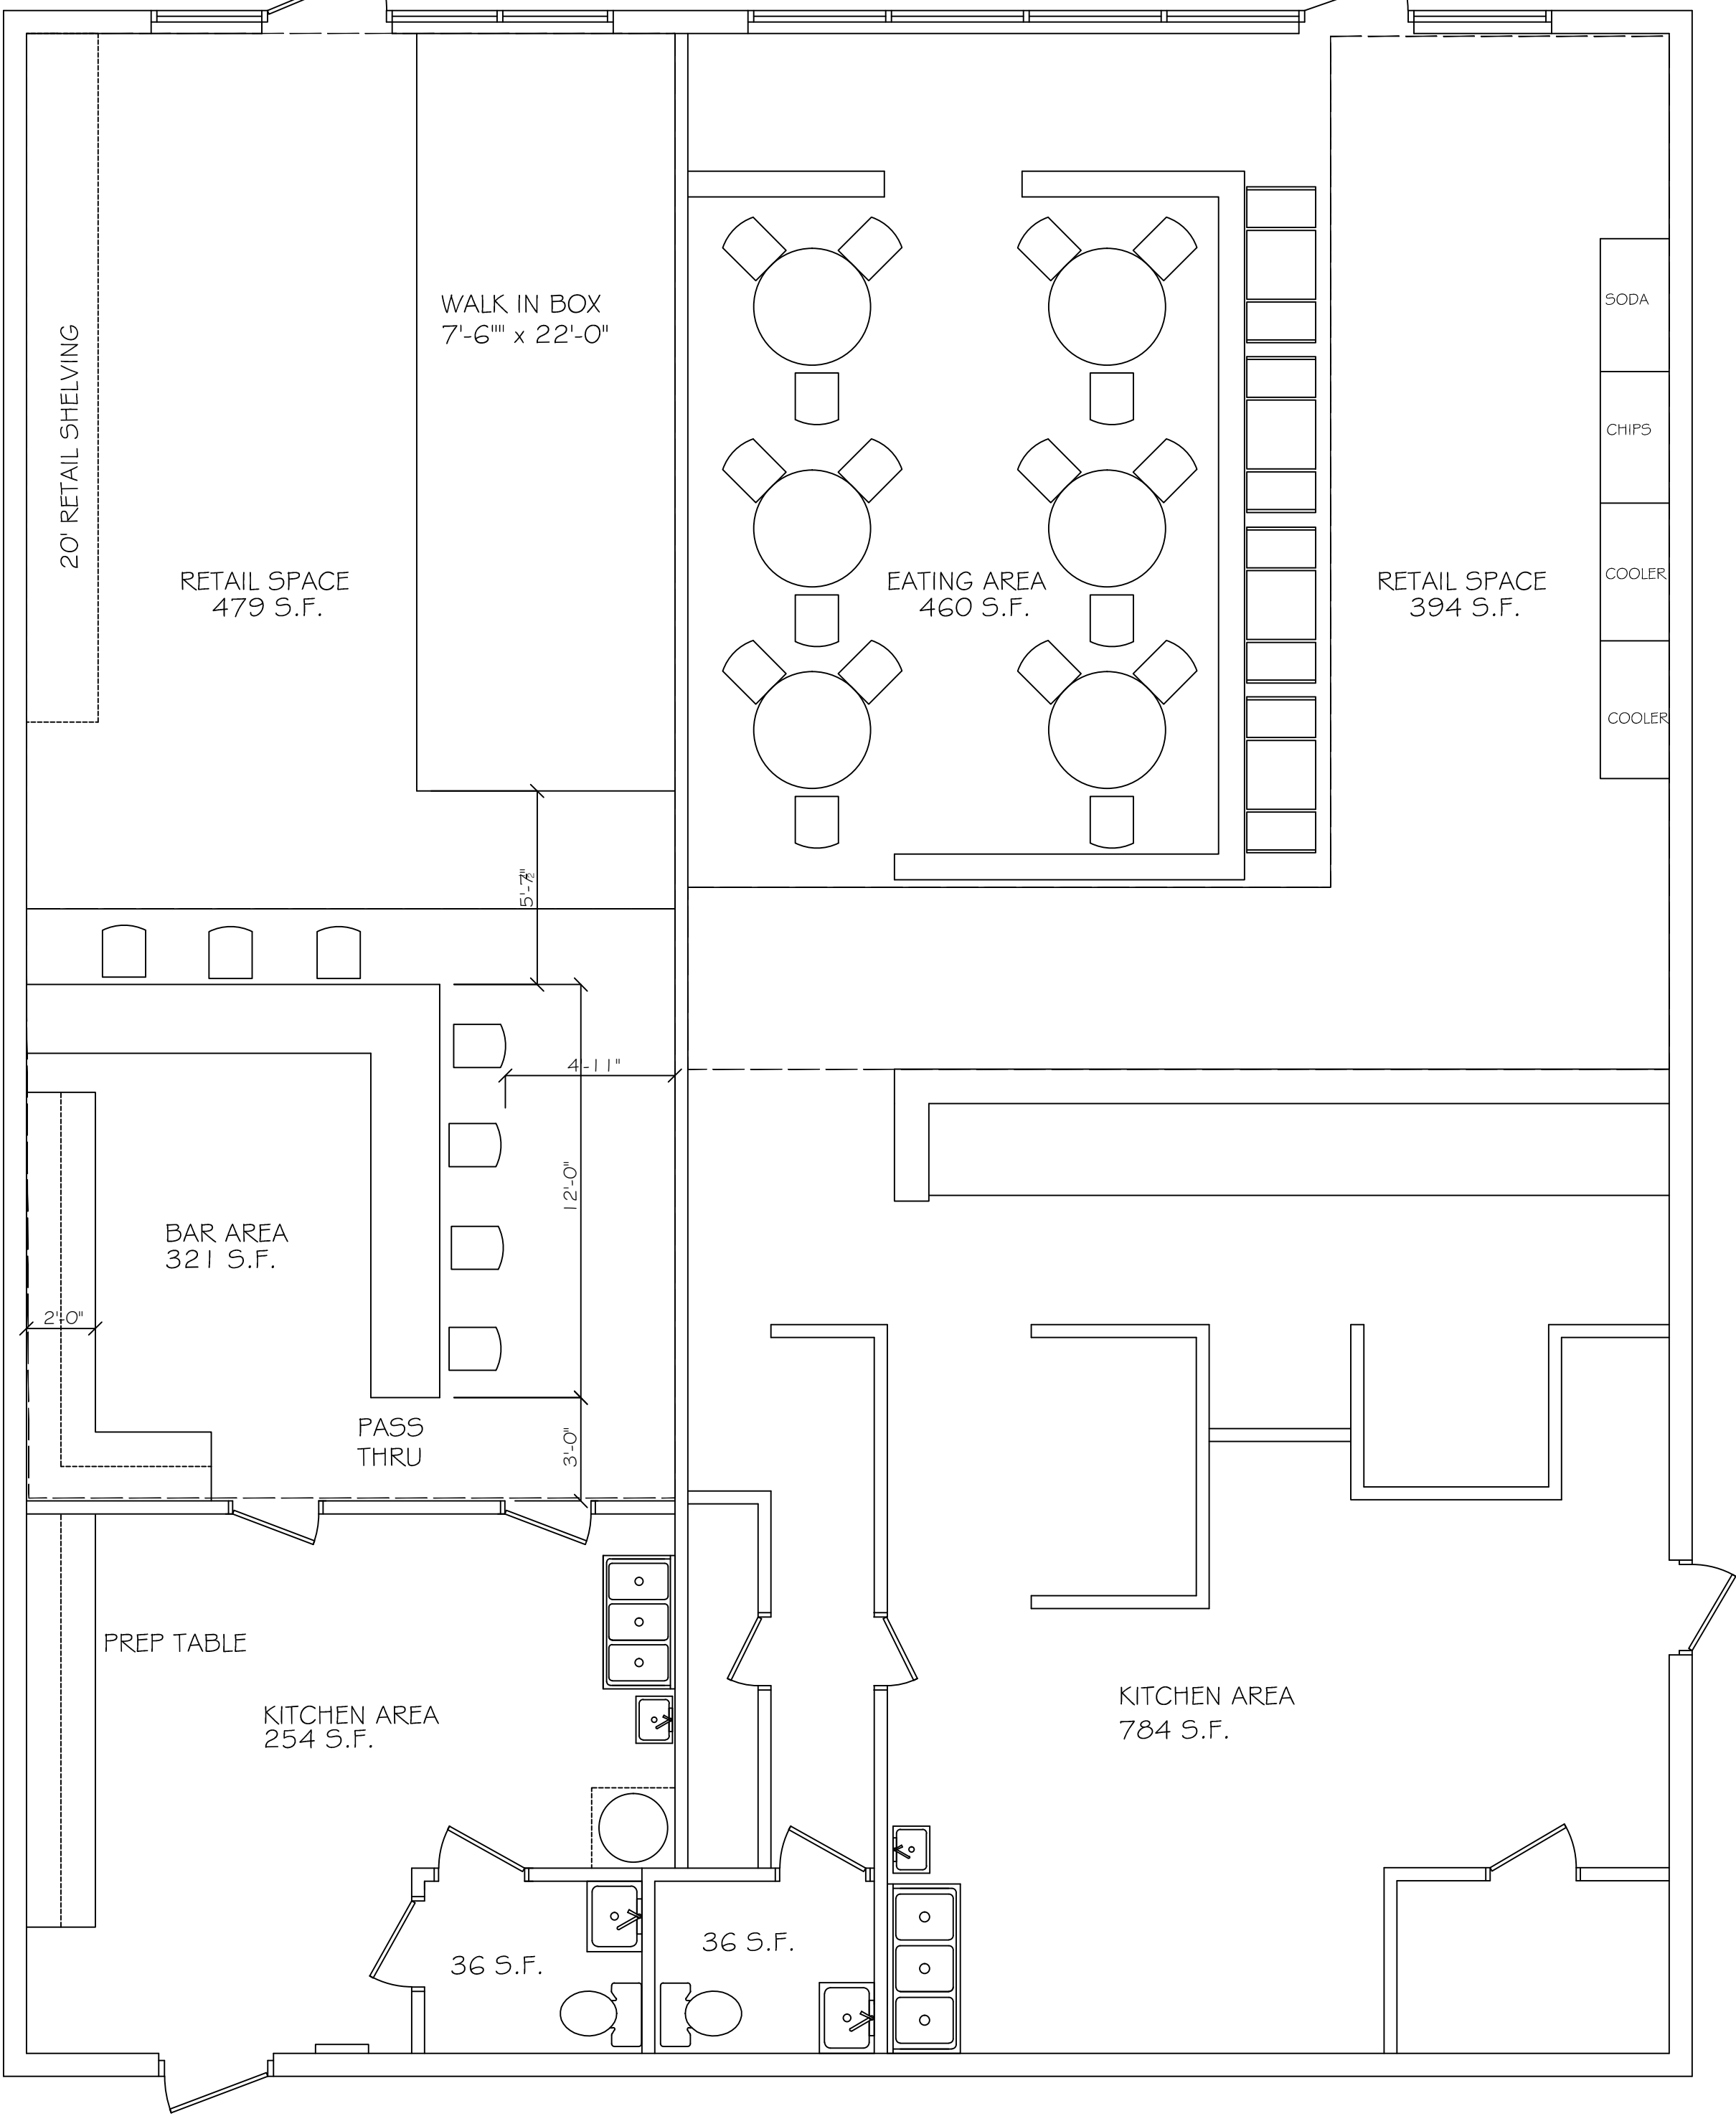 WALK IN BOX
7'-6"" x 22'-0"
20' RETAIL SHELVING
SODA
CHIPS
COOLER
COOLER
RETAIL SPACE
479 S.F.
EATING AREA
460 S.F.
RETAIL SPACE
394 S.F.
5'-7"
2
4'-11"
12'-0"
BAR AREA
321 S.F.
2'-0"
PASS
THRU
3'-0"
PREP TABLE
KITCHEN AREA
254 S.F.
KITCHEN AREA
784 S.F.
36 S.F.
36 S.F.